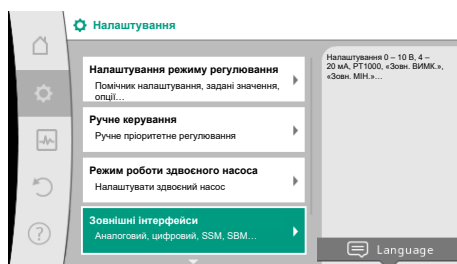 Налаштування
Налаштування режиму регулювання
Помічник налаштування, задані значення,
опції…
Ручне керування
Ручне пріоритетне регулювання
Режим роботи здвоєного насоса
Налаштувати здвоєний насос
Зовнішні інтерфейси
Аналоговий, цифровий, SSM, SBM…
Налаштування 0 – 10 В, 4 –
20 мА, PT1000, «Зовн. ВИМК.»,
«Зовн. МІН.»…
Language